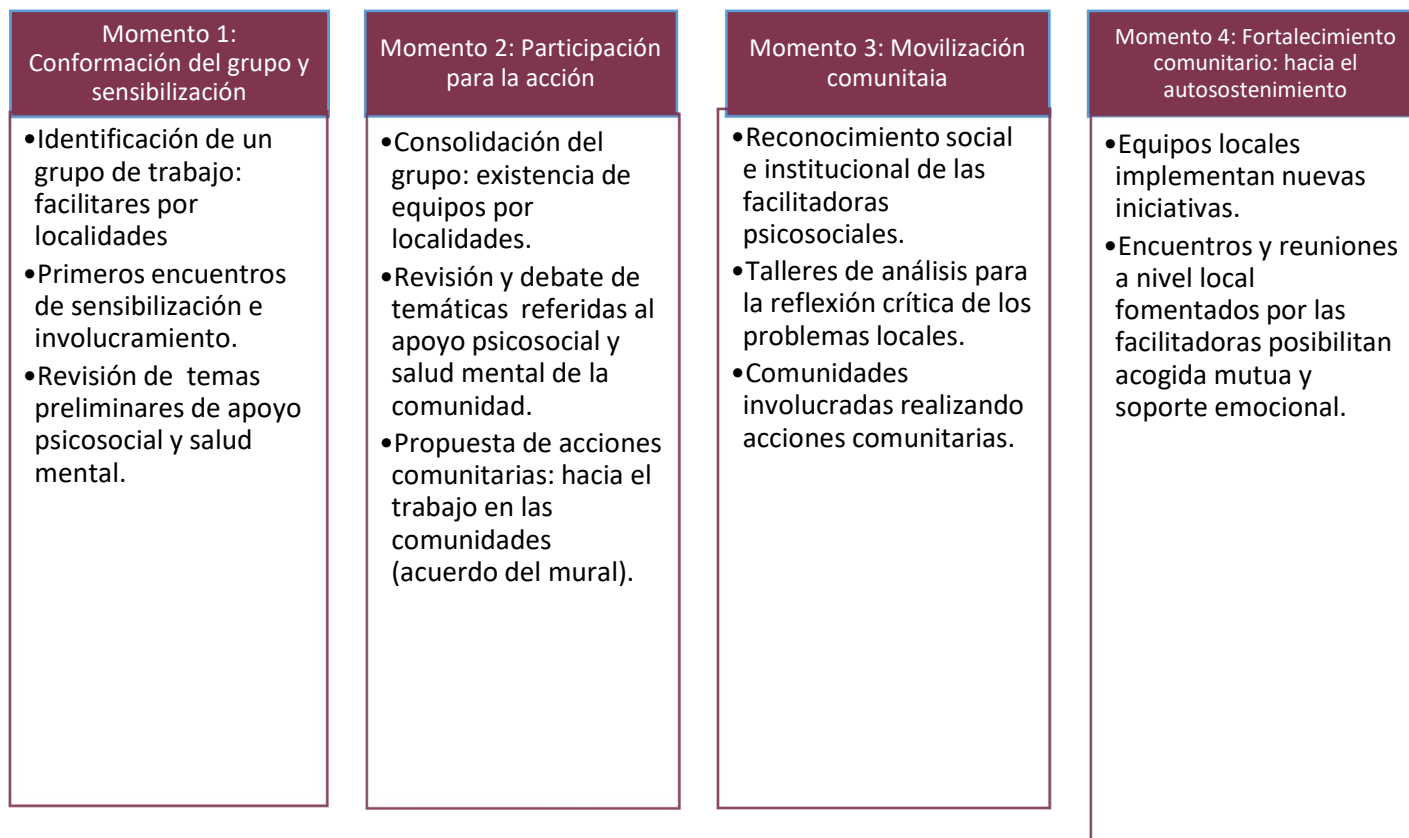 Momento 1:
Conformación del grupo y
sensibilización
•Identificación de un
grupo de trabajo:
facilitares por
localidades
•Primeros encuentros
de sensibilización e
involucramiento.
•Revisión de temas
preliminares de apoyo
psicosocial y salud
mental.
Momento 2: Participación
para la acción
•Consolidación del
grupo: existencia de
equipos por
localidades.
•Revisión y debate de
temáticas referidas al
apoyo psicosocial y
salud mental de la
comunidad.
•Propuesta de acciones
comunitarias: hacia el
trabajo en las
comunidades
(acuerdo del mural).
Momento 3: Movilización
comunitaia
•Reconocimiento social
e institucional de las
facilitadoras
psicosociales.
•Talleres de análisis para
la reflexión crítica de los
problemas locales.
•Comunidades
involucradas realizando
acciones comunitarias.
Momento 4: Fortalecimiento
comunitario: hacia el
autosostenimiento
•Equipos locales
implementan nuevas
iniciativas.
•Encuentros y reuniones
a nivel local
fomentados por las
facilitadoras posibilitan
acogida mutua y
soporte emocional.